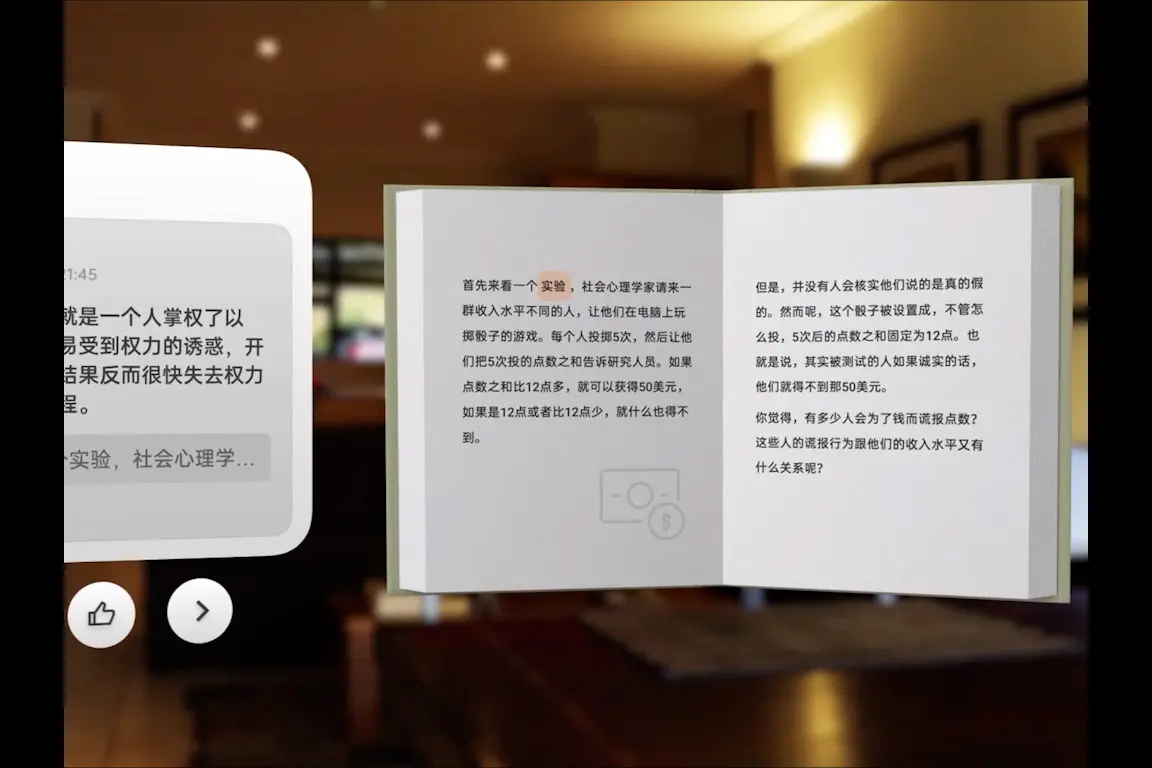 21:45
就是一个人掌权了以
易受到权力的诱惑，开
结果反而很快失去权力
程。
个实验，社会心理学...
首先来看一个实验，社会心理学家请来一
群收入水平不同的人，让他们在电脑上玩
掷骰子的游戏。每个人投掷5次，然后让他
们把5次投的点数之和告诉研究人员。如果
点数之和比12点多，就可以获得50美元，
如果是12点或者比12点少，就什么也得不
到。
$
但是，并没有人会核实他们说的是真的假
的。然而呢，这个骰子被设置成，不管怎
么投，5次后的点数之和固定为12点。也
就是说，其实被测试的人如果诚实的话，
他们就得不到那50美元。
你觉得，有多少人会为了钱而谎报点数？
这些人的谎报行为跟他们的收入水平又有
什么关系呢？